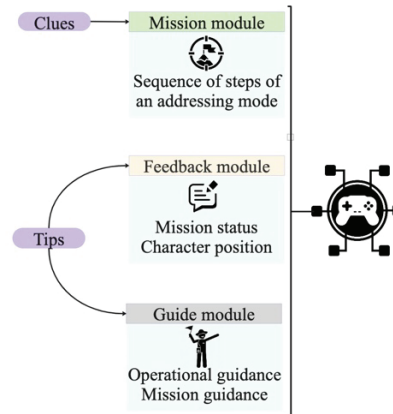 Clues
Mission module
Sequence of steps of
an addressing mode
Feedback module
Mission status
Character position
Tips
Guide module
Operational guidance
Mission guidance